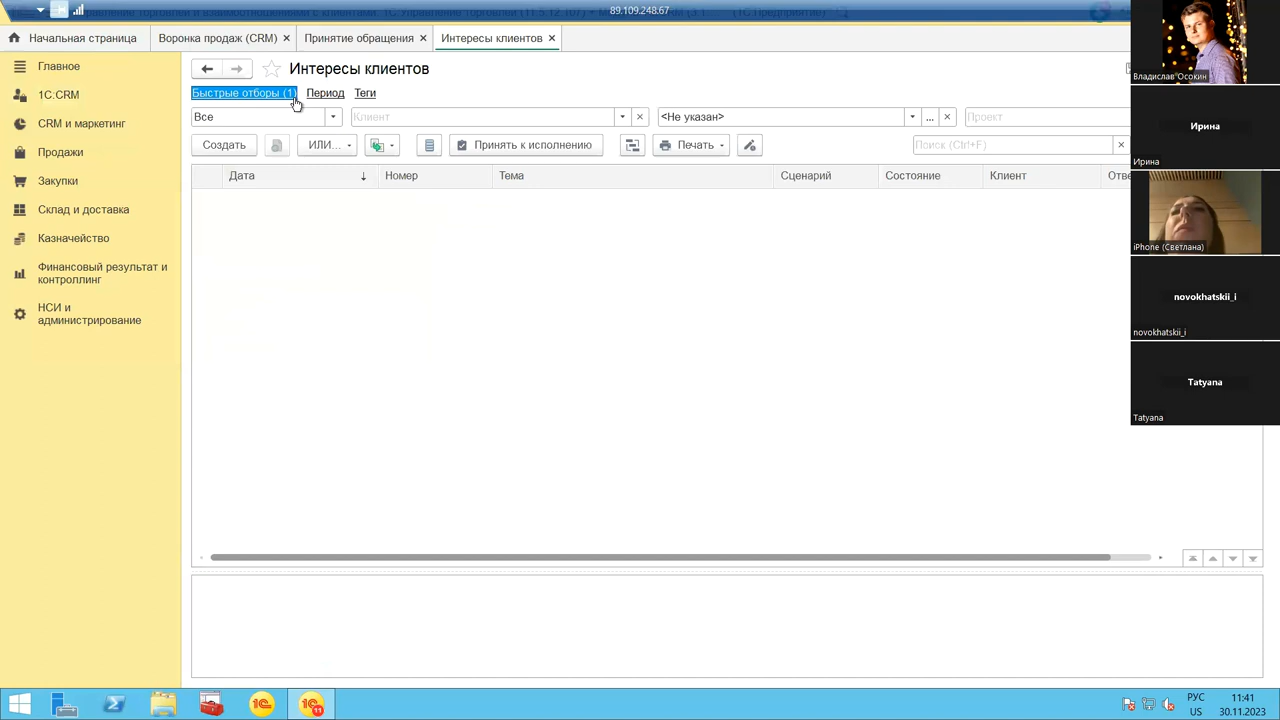 89.109.248.67
Начальная страница
Воронка продаж (CRM)
Принятие обращения
Интересы клиентов
Главное
1С:CRM
CRM и маркетинг
Продажи
Закупки
Склад и доставка
Казначейство
Финансовый результат и
контроллинг
НСИ и
администрирование
Интересы клиентов
Быстрые отборы (1)
Период
Теги
Все
Клиент
<Не указан>
...
Проект
Создать
ИЛИ...
Принять к исполнению
Печать
Поиск (Ctrl+F)
Дата
Номер
Тема
Сценарий
Состояние
Клиент
Отве
Владислав Осокин
Ирина
Ирина
iPhone (Светлана)
novokhatskii_i
novokhatskii_i
Tatyana
Tatyana
РУС
US
11:41
30.11.2023